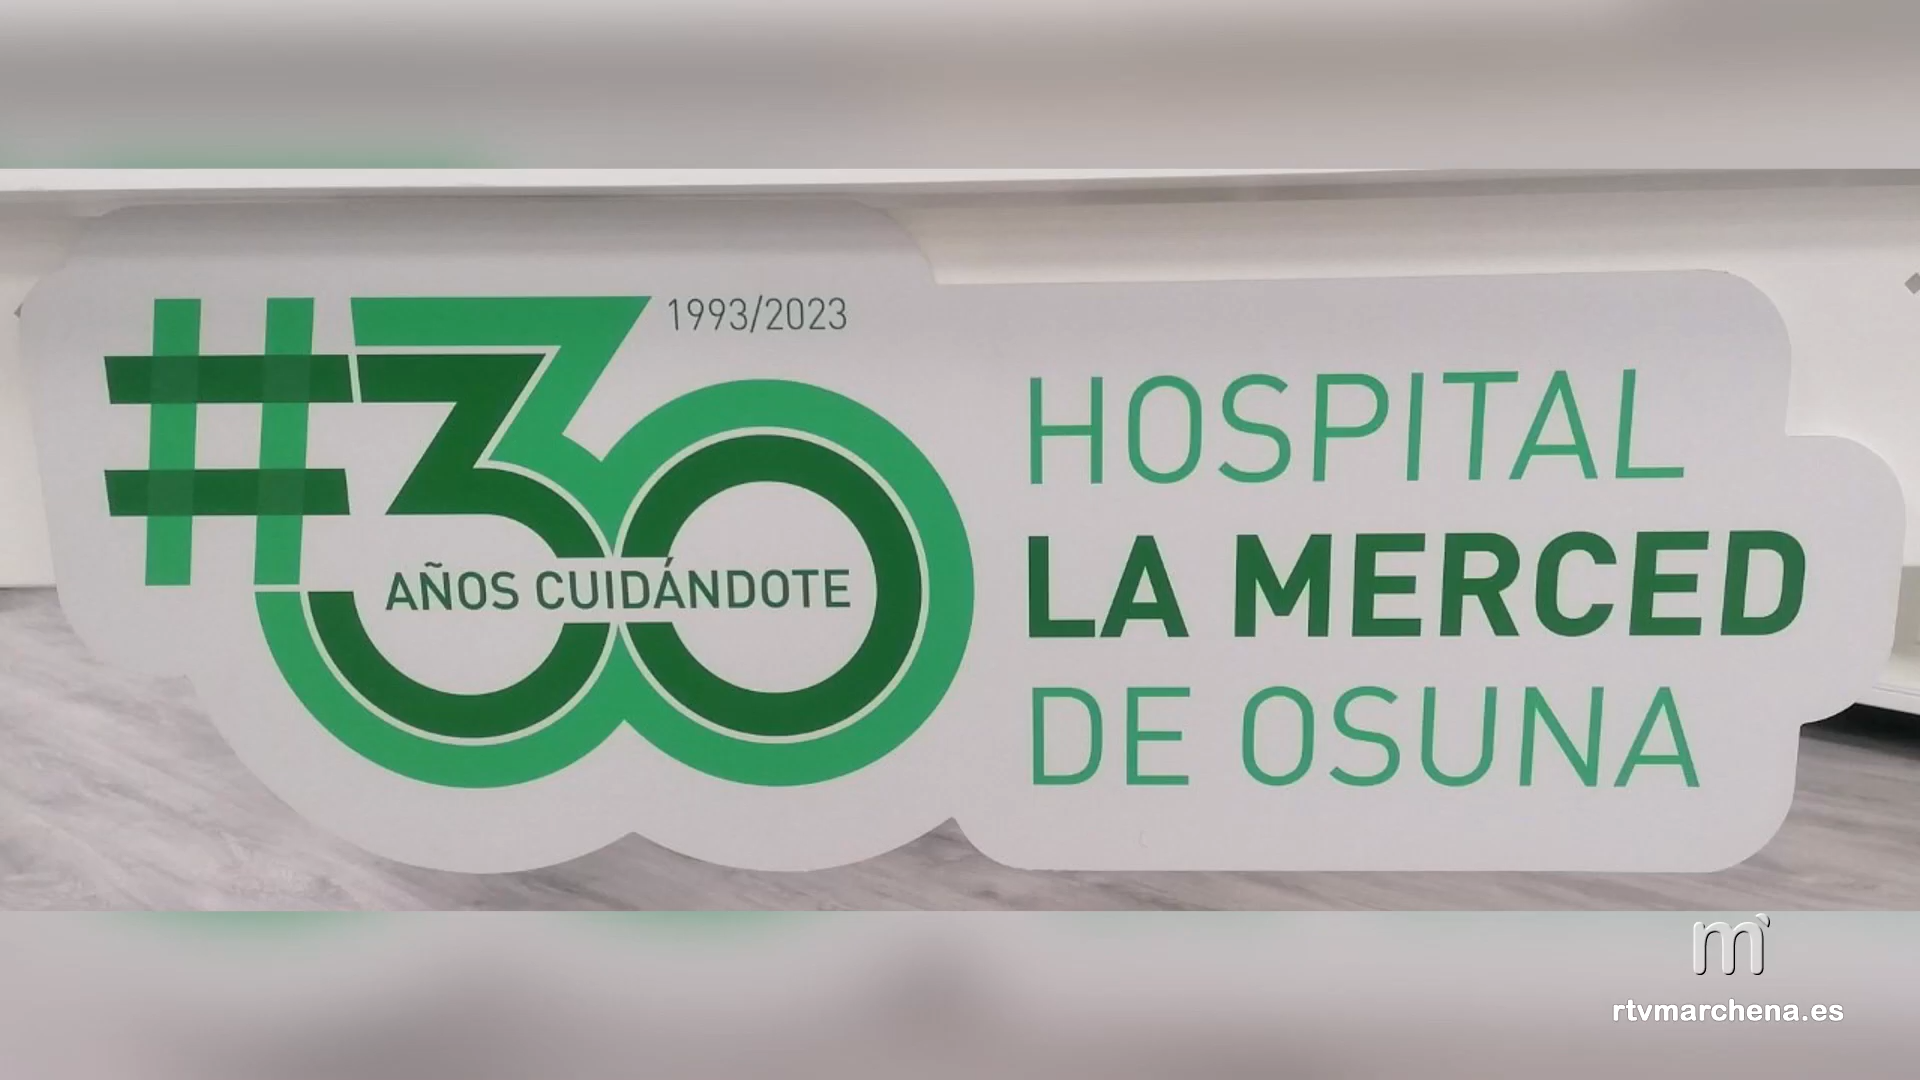 #30
1993/2023
AÑOS CUIDÁNDOTE
HOSPITAL
LA MERCED
DE OSUNA
m
rtvmarchena.es